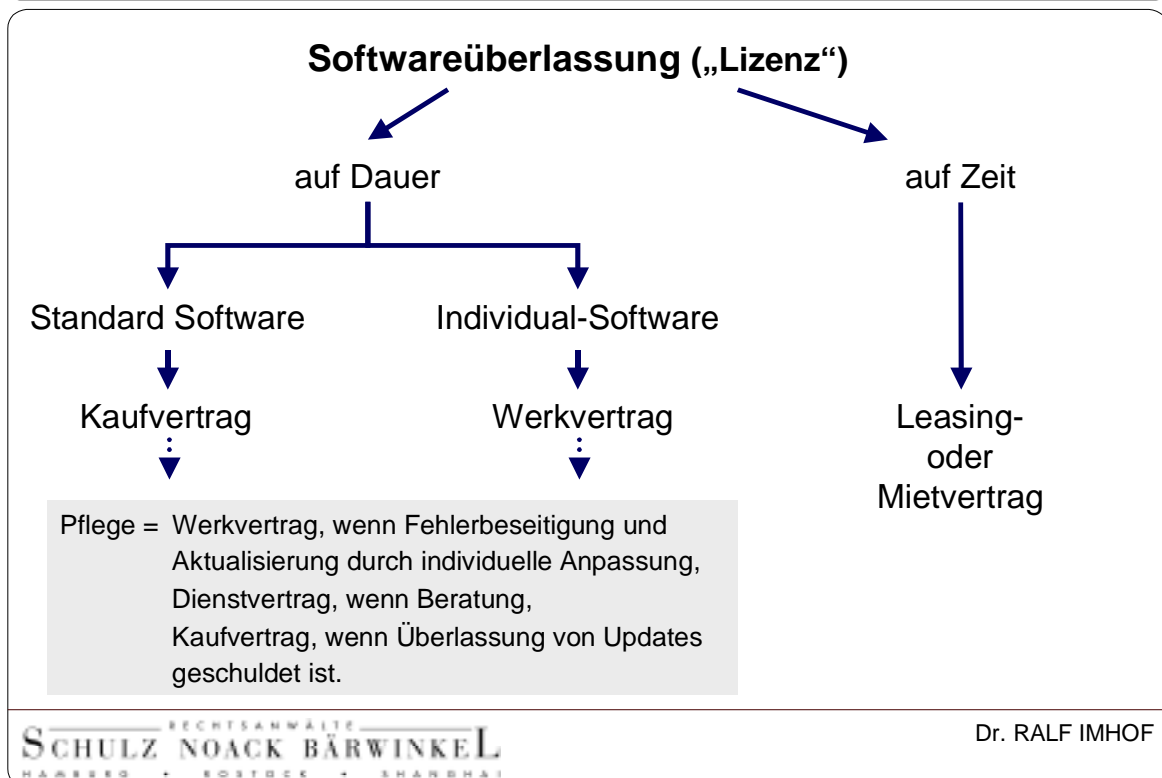 Softwareüberlassung („Lizenz“)
auf Dauer
auf Zeit
Standard Software
Individual-Software
Kaufvertrag
Werkvertrag
Leasing-
oder
Mietvertrag
Pflege = Werkvertrag, wenn Fehlerbeseitigung und
Aktualisierung durch individuelle Anpassung,
Dienstvertrag, wenn Beratung,
Kaufvertrag, wenn Überlassung von Updates
geschuldet ist.
RECHTSANWÄLTE
SCHULZ NOACK BÄRWINKEL
HAMBURG • ROSTOCK • SHANGHAI
Dr. RALF IMHOF